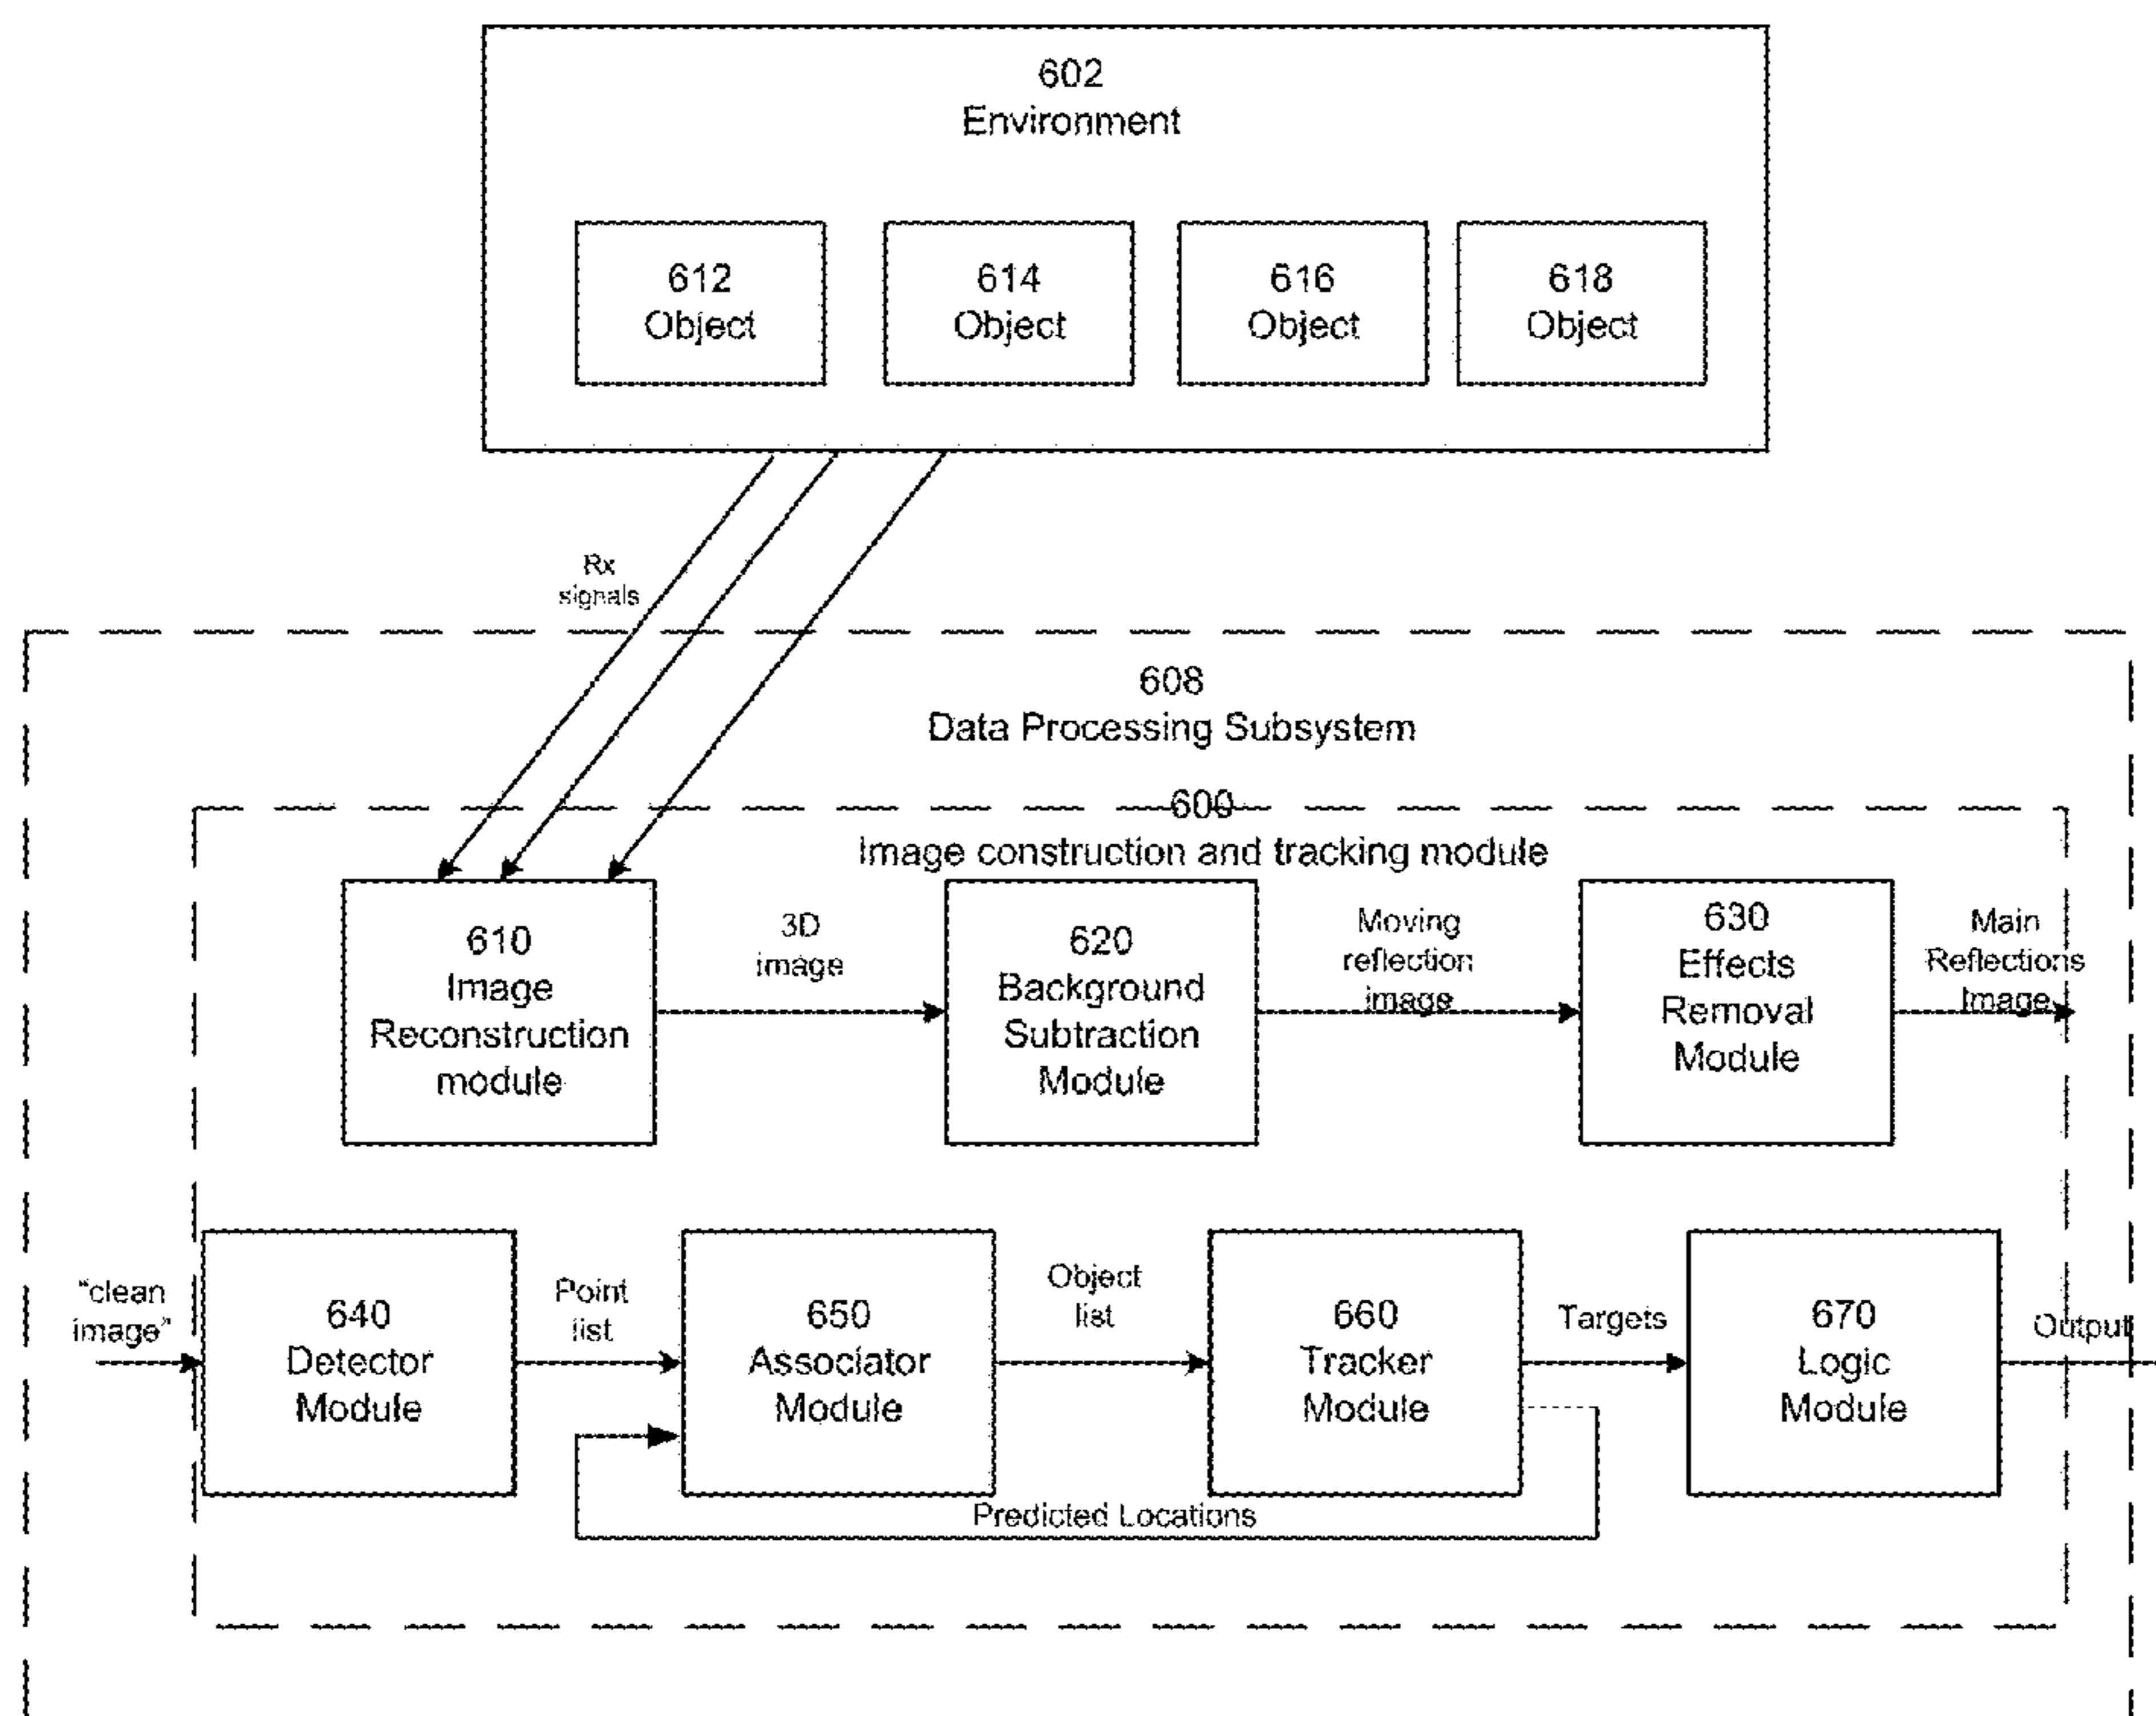 602
Environment
612
Object
614
Object
616
Object
618
Object
Rx
signals
608
Data Processing Subsystem
600
Image construction and tracking module
610
Image
Reconstruction
module
3D
image
620
Background
Subtraction
Module
Moving
reflection
image
630
Effects
Removal
Module
Main
Reflections
Image
"clean
image"
640
Detector
Module
Point
list
650
Associator
Module
Object
list
660
Tracker
Module
Targets
670
Logic
Module
Output
Predicted Locations